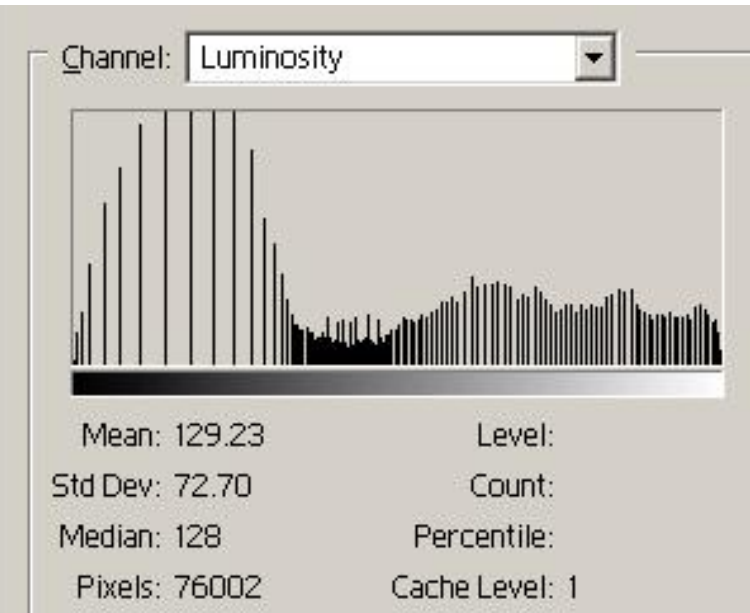 Channel: Luminosity
Mean: 129.23 Level:
Std Dev: 72.70 Count:
Median: 128 Percentile:
Pixels: 76002 Cache Level: 1